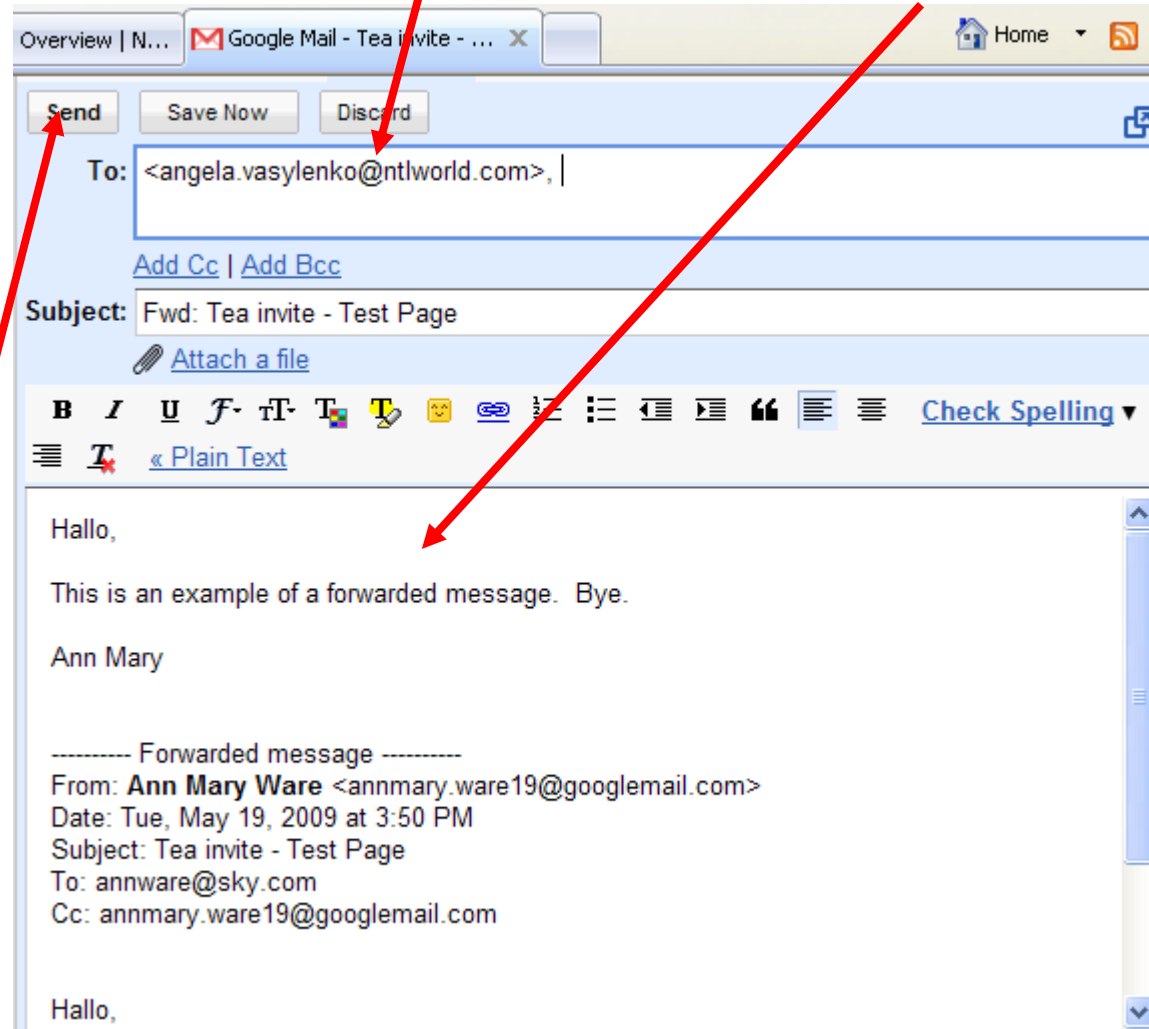 Overview | N... Google Mail - Tea invite - ... Home
Send Save Now Discard
To: <angela.vasylenko@ntlworld.com>,
Add Cc | Add Bcc
Subject: Fwd: Tea invite - Test Page
Attach a file
B I U F T T T Check Spelling
T « Plain Text
Hallo,
This is an example of a forwarded message. Bye.
Ann Mary
---------- Forwarded message ----------
From: Ann Mary Ware <annmary.ware19@googlemail.com>
Date: Tue, May 19, 2009 at 3:50 PM
Subject: Tea invite - Test Page
To: annware@sky.com
Cc: annmary.ware19@googlemail.com
Hallo,